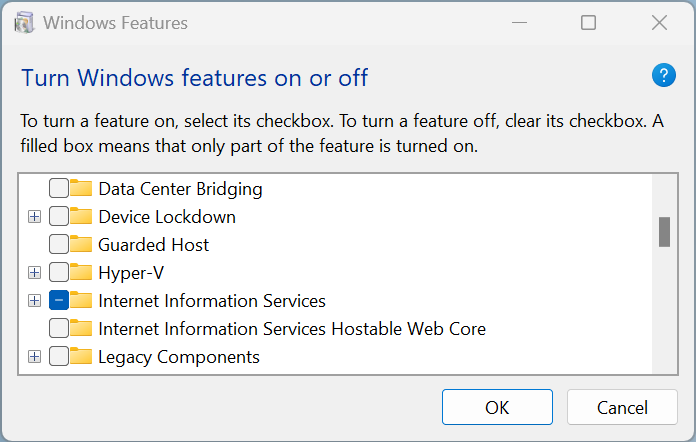 Windows Features
Turn Windows features on or off
?
To turn a feature on, select its checkbox. To turn a feature off, clear its checkbox. A
filled box means that only part of the feature is turned on.
Data Center Bridging
Device Lockdown
Guarded Host
Hyper-V
Internet Information Services
Internet Information Services Hostable Web Core
Legacy Components
OK
Cancel